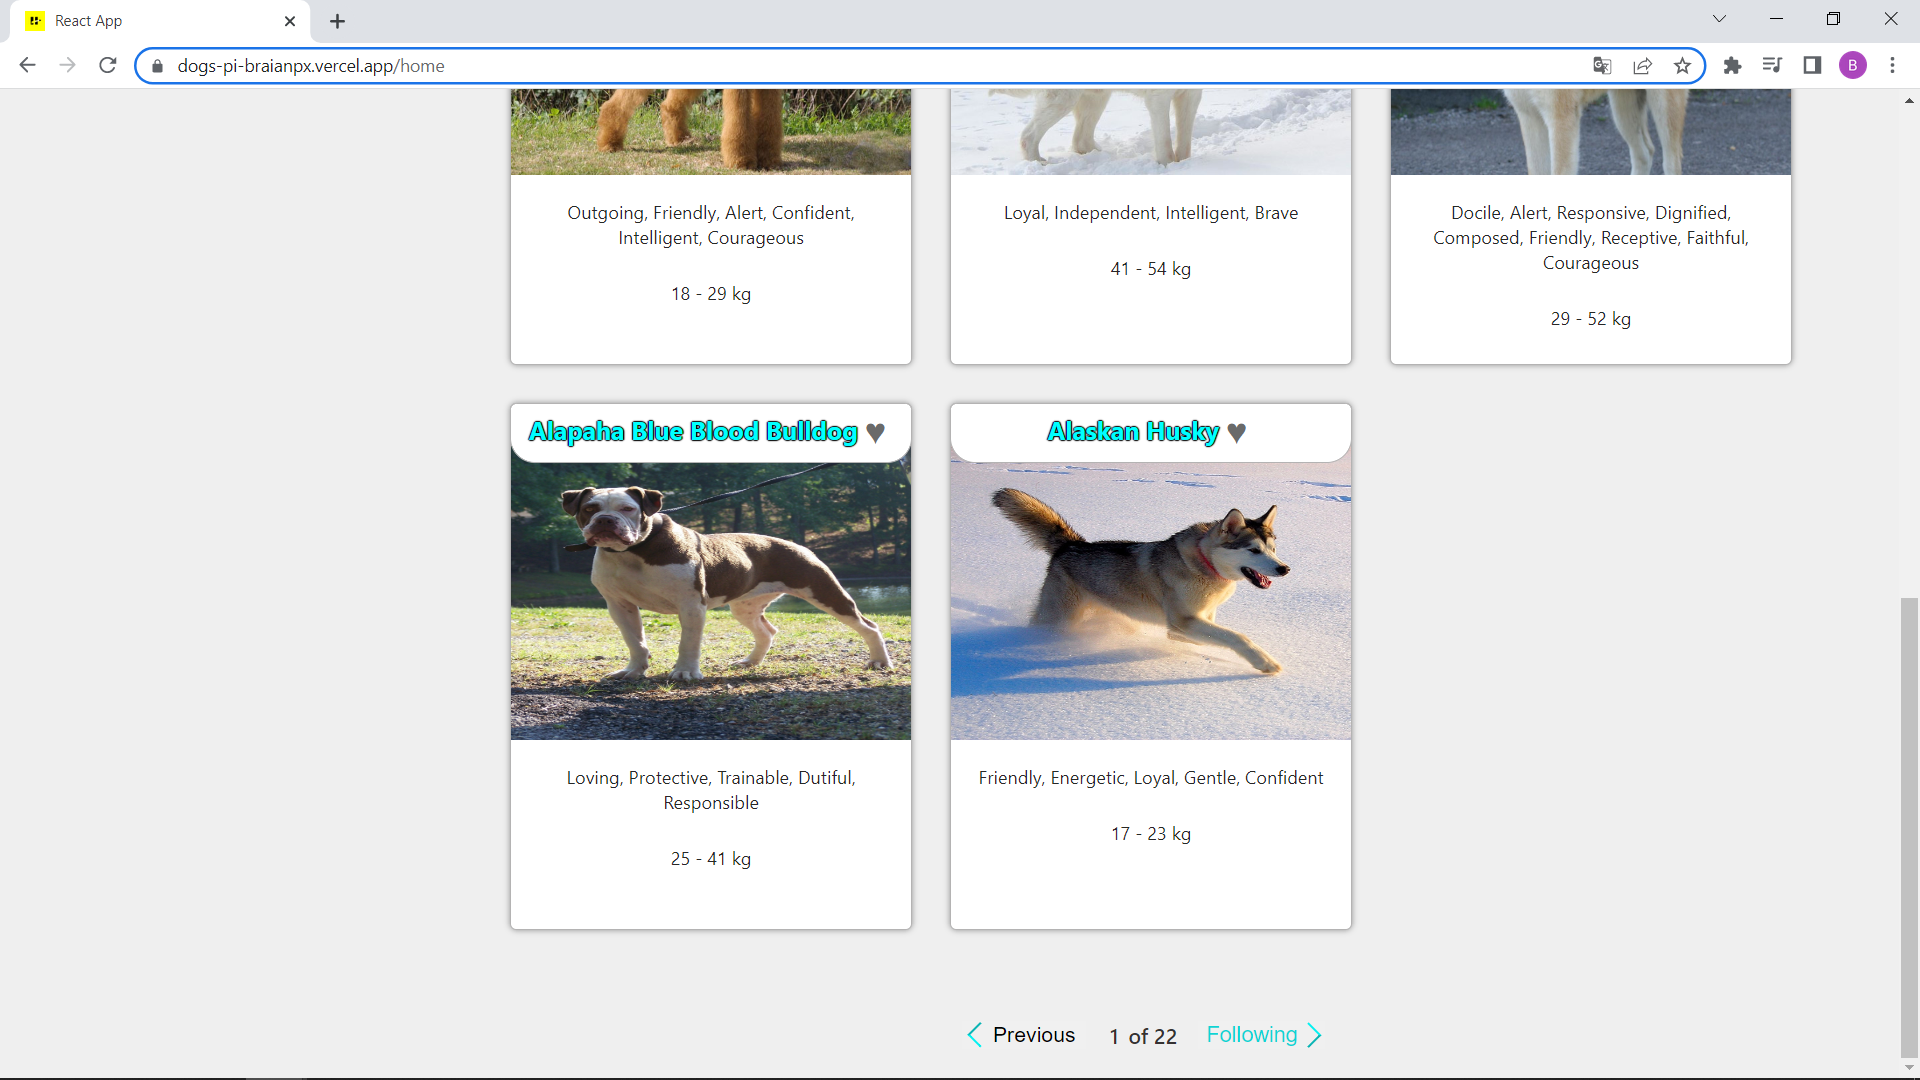 React App
dogs-pi-braianpx.vercel.app/home
B
Outgoing, Friendly, Alert, Confident,
Intelligent, Courageous
18 - 29 kg
Loyal, Independent, Intelligent, Brave
41 - 54 kg
Docile, Alert, Responsive, Dignified,
Composed, Friendly, Receptive, Faithful,
Courageous
29 - 52 kg
Alapaha Blue Blood Bulldog ♥
Loving, Protective, Trainable, Dutiful,
Responsible
25 - 41 kg
Alaskan Husky ♥
Friendly, Energetic, Loyal, Gentle, Confident
17 - 23 kg
Previous 1 of 22 Following